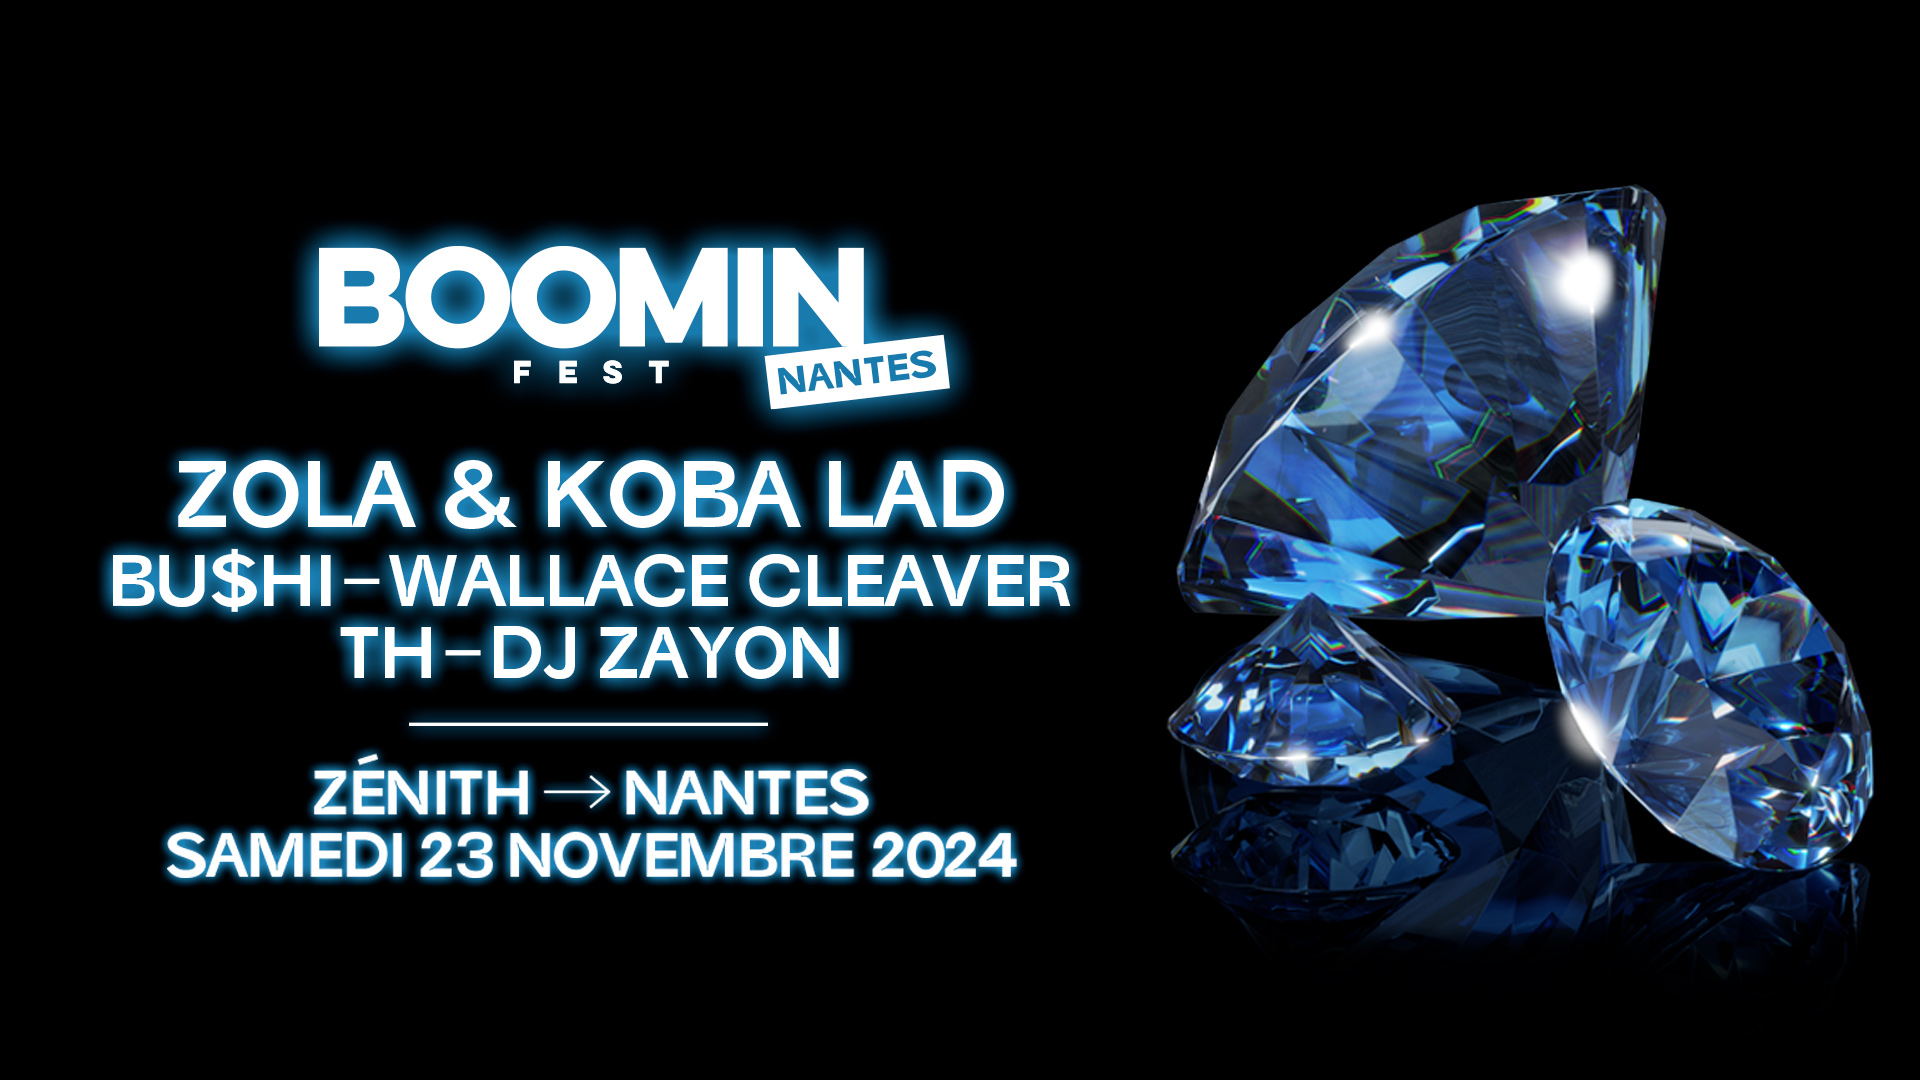 BOOMIN
FEST
NANTES
ZOLA & KOBA LAD
BU$HI – WALLACE CLEAVER
TH – DJ ZAYON
ZÉNITH → NANTES
SAMEDI 23 NOVEMBRE 2024